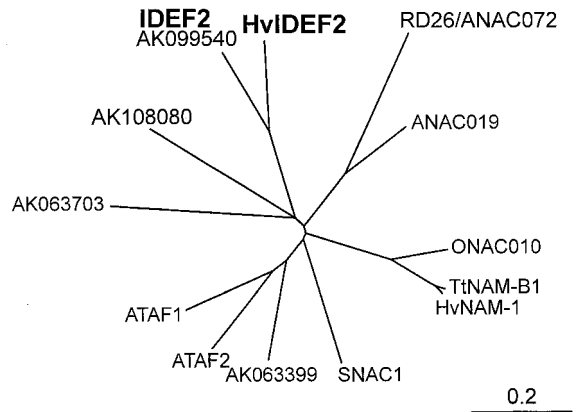 IDEF2
AK099540
HvIDEF2
RD26/ANAC072
AK108080
ANAC019
AK063703
ONAC010
TtNAM-B1
HvNAM-1
ATAF1
ATAF2
AK063399
SNAC1
0.2